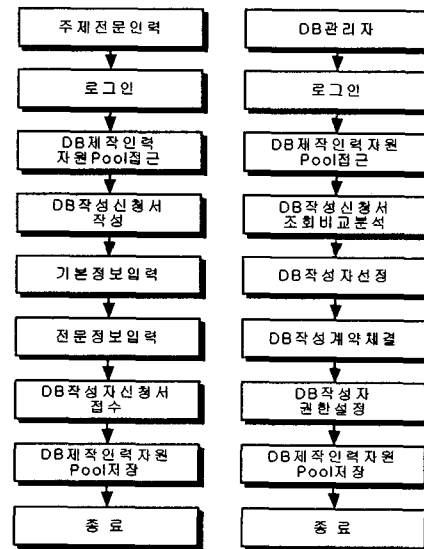 주제전문인력
로그인
DB제작인력
자원Pool접근
DB작성신청서
작성
기본정보입력
전문정보입력
DB작성자신청서
접수
DB제작인력자원
Pool저장
종료
DB관리자
로그인
DB제작인력자원
Pool접근
DB작성신청서
조회비교분석
DB작성자선정
DB작성계약체결
DB작성자
권한설정
DB제작인력자원
Pool저장
종료